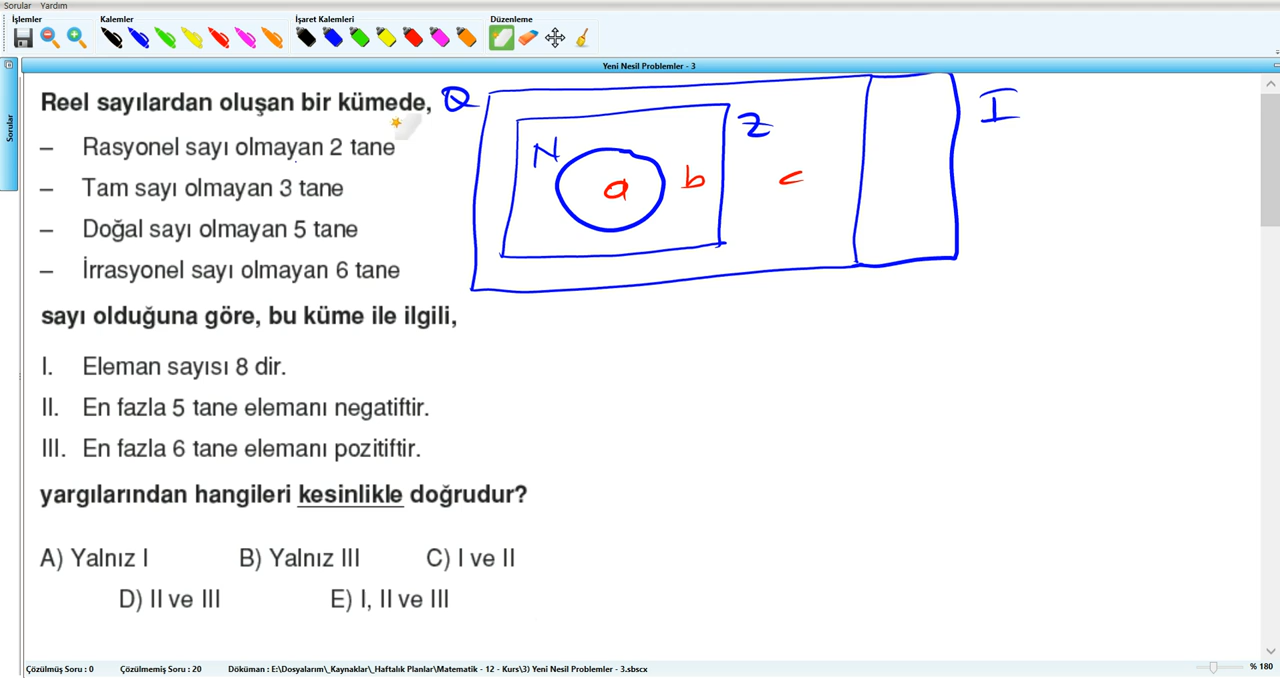 Sorular Yardım
İşlemler Kalemler İşaret Kalemleri Düzenleme
Yeni Nesil Problemler - 3
Sorular
Reel sayılardan oluşan bir kümede,
– Rasyonel sayı olmayan 2 tane
– Tam sayı olmayan 3 tane
– Doğal sayı olmayan 5 tane
– İrrasyonel sayı olmayan 6 tane
sayı olduğuna göre, bu küme ile ilgili,
I. Eleman sayısı 8 dir.
II. En fazla 5 tane elemanı negatiftir.
III. En fazla 6 tane elemanı pozitiftir.
yargılarından hangileri kesinlikle doğrudur?
A) Yalnız I B) Yalnız III C) I ve II
D) II ve III E) I, II ve III
Q
N
a
b
Z
c
I
Çözülmüş Soru : 0 Çözülmemiş Soru : 20 Döküman : E:\Dosyalarım\_Kaynaklar\_Haftalık Planlar\Matematik - 12 - Kurs\3) Yeni Nesil Problemler - 3.sbscx % 180